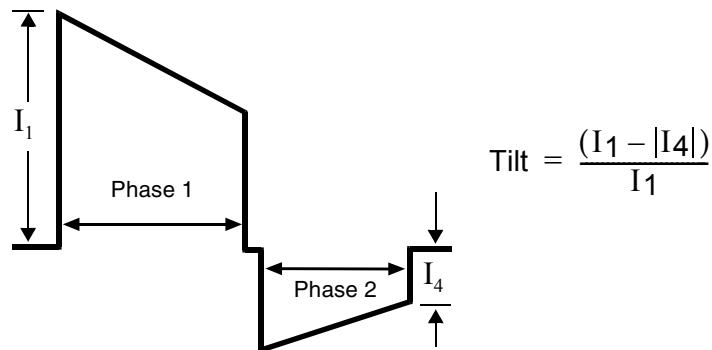 I1
Phase 1
Phase 2
I4
Tilt = (I1 – |I4|)
I1